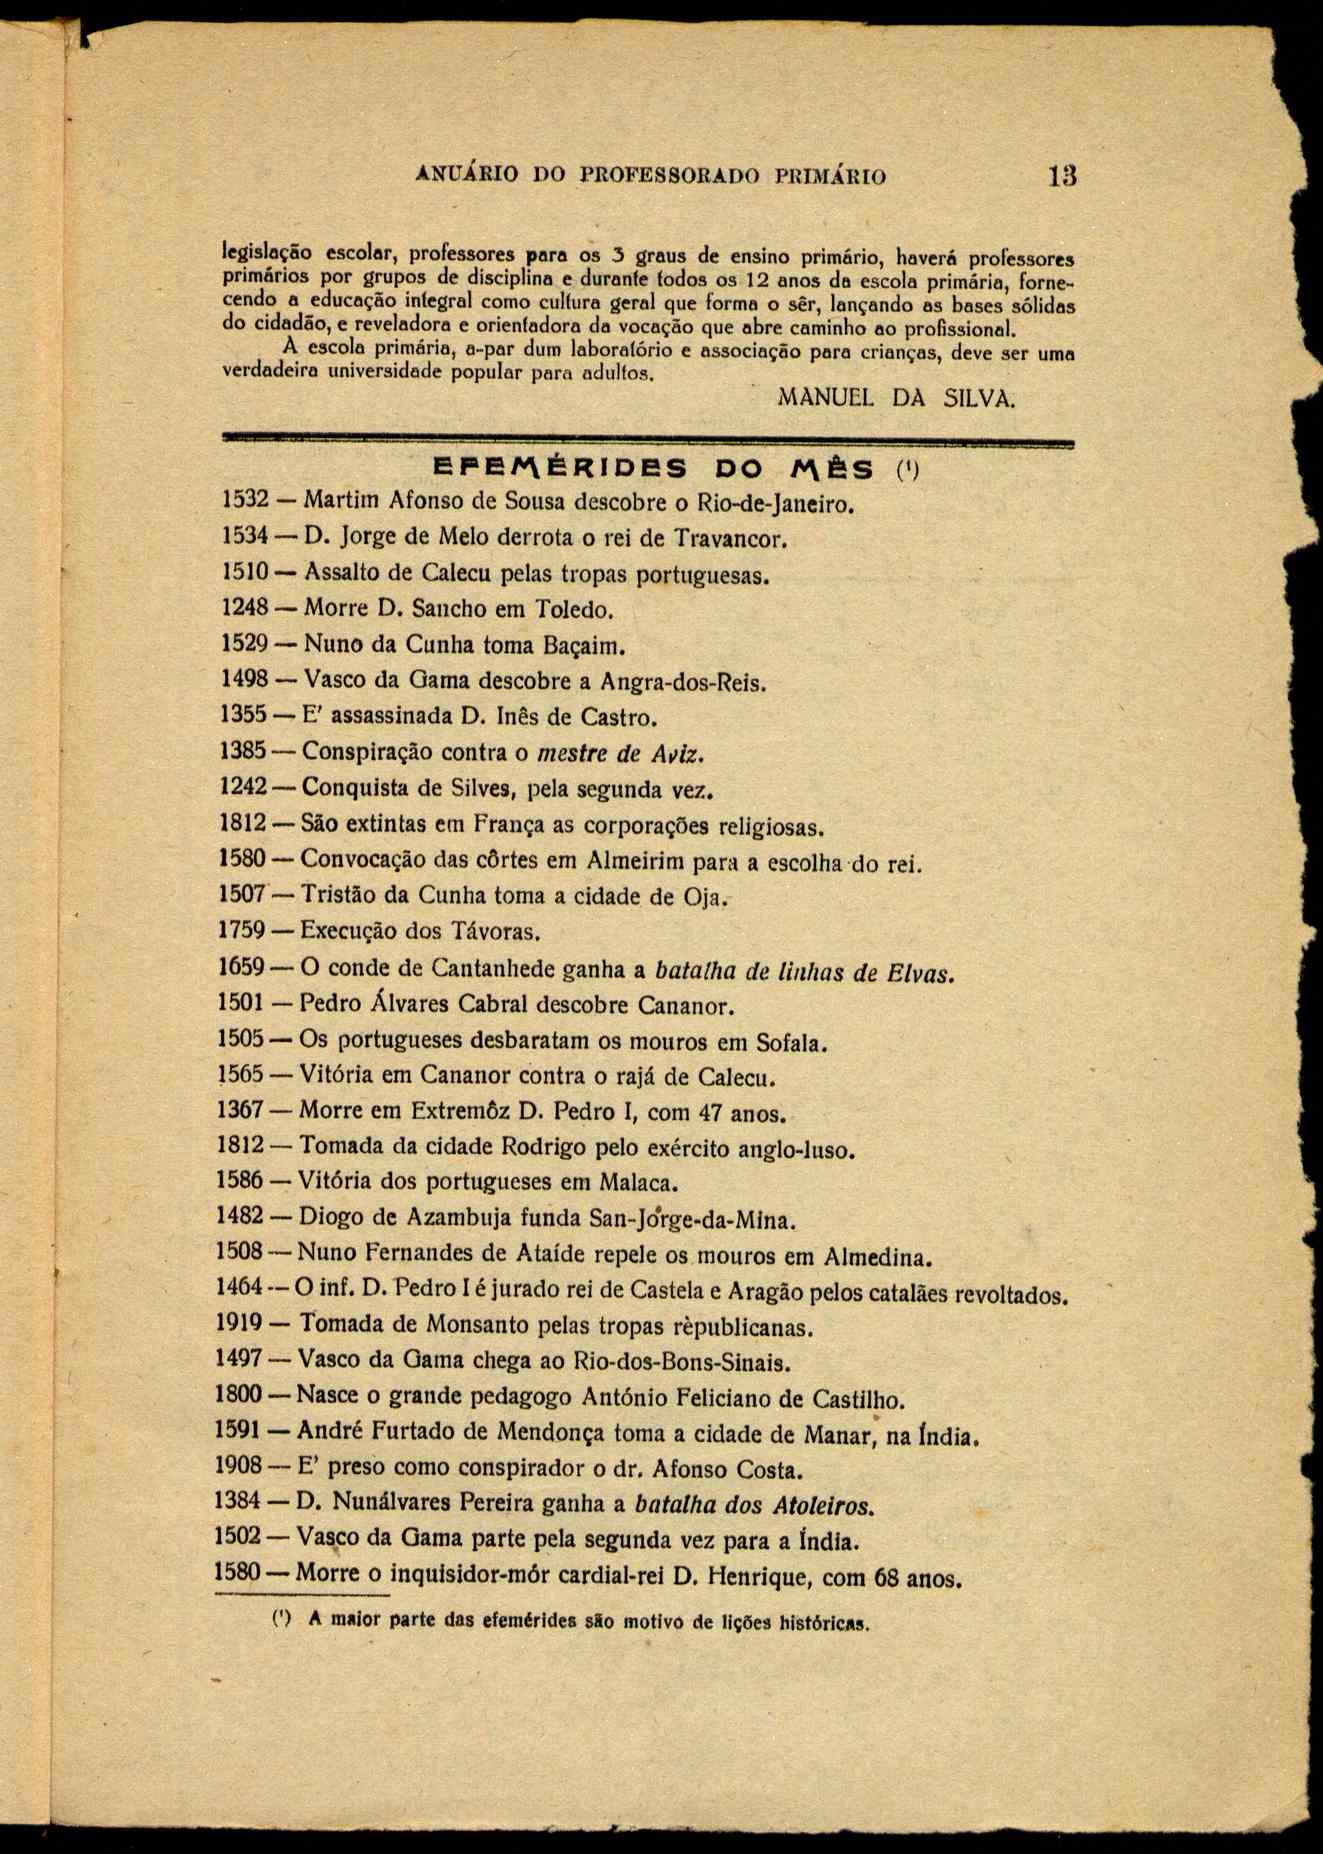 ANUÁRIO DO PROFESSORADO PRIMÁRIO 13
legislação escolar, professores para os 3 graus de ensino primário, haverá professores
primários por grupos de disciplina e durante todos os 12 anos da escola primária, forne-
cendo a educação integral como cultura geral que forma o sêr, lançando as bases sólidas
do cidadão, e reveladora e orientadora da vocação que abre caminho ao profissional.
A escola primária, a-par dum laboratório e associação para crianças, deve ser uma
verdadeira universidade popular para adultos.
MANUEL DA SILVA.
EFEMÉRIDES DO MÊS (¹)
1532 — Martim Afonso de Sousa descobre o Rio-de-Janeiro.
1534 — D. Jorge de Melo derrota o rei de Travancor.
1510 — Assalto de Calecu pelas tropas portuguesas.
1248 — Morre D. Sancho em Toledo.
1529 — Nuno da Cunha toma Baçaim.
1498 — Vasco da Gama descobre a Angra-dos-Reis.
1355 — E' assassinada D. Inês de Castro.
1385 — Conspiração contra o mestre de Aviz.
1242 — Conquista de Silves, pela segunda vez.
1812 — São extintas em França as corporações religiosas.
1580 — Convocação das côrtes em Almeirim para a escolha do rei.
1507 — Tristão da Cunha toma a cidade de Oja.
1759 — Execução dos Távoras.
1659 — O conde de Cantanhede ganha a batalha de linhas de Elvas.
1501 — Pedro Álvares Cabral descobre Cananor.
1505 — Os portugueses desbaratam os mouros em Sofala.
1565 — Vitória em Cananor contra o rajá de Calecu.
1367 — Morre em Extremôz D. Pedro I, com 47 anos.
1812 — Tomada da cidade Rodrigo pelo exército anglo-luso.
1586 — Vitória dos portugueses em Malaca.
1482 — Diogo de Azambuja funda San-Jorge-da-Mina.
1508 — Nuno Fernandes de Ataíde repele os mouros em Almedina.
1464 — O inf. D. Pedro I é jurado rei de Castela e Aragão pelos catalães revoltados.
1919 — Tomada de Monsanto pelas tropas rèpublicanas.
1497 — Vasco da Gama chega ao Rio-dos-Bons-Sinais.
1800 — Nasce o grande pedagogo António Feliciano de Castilho.
1591 — André Furtado de Mendonça toma a cidade de Manar, na Índia.
1908 — E' preso como conspirador o dr. Afonso Costa.
1384 — D. Nunálvares Pereira ganha a batalha dos Atoleiros.
1502 — Vasco da Gama parte pela segunda vez para a Índia.
1580 — Morre o inquisidor-mór cardial-rei D. Henrique, com 68 anos.
(¹) A maior parte das efemérides são motivo de lições históricas.